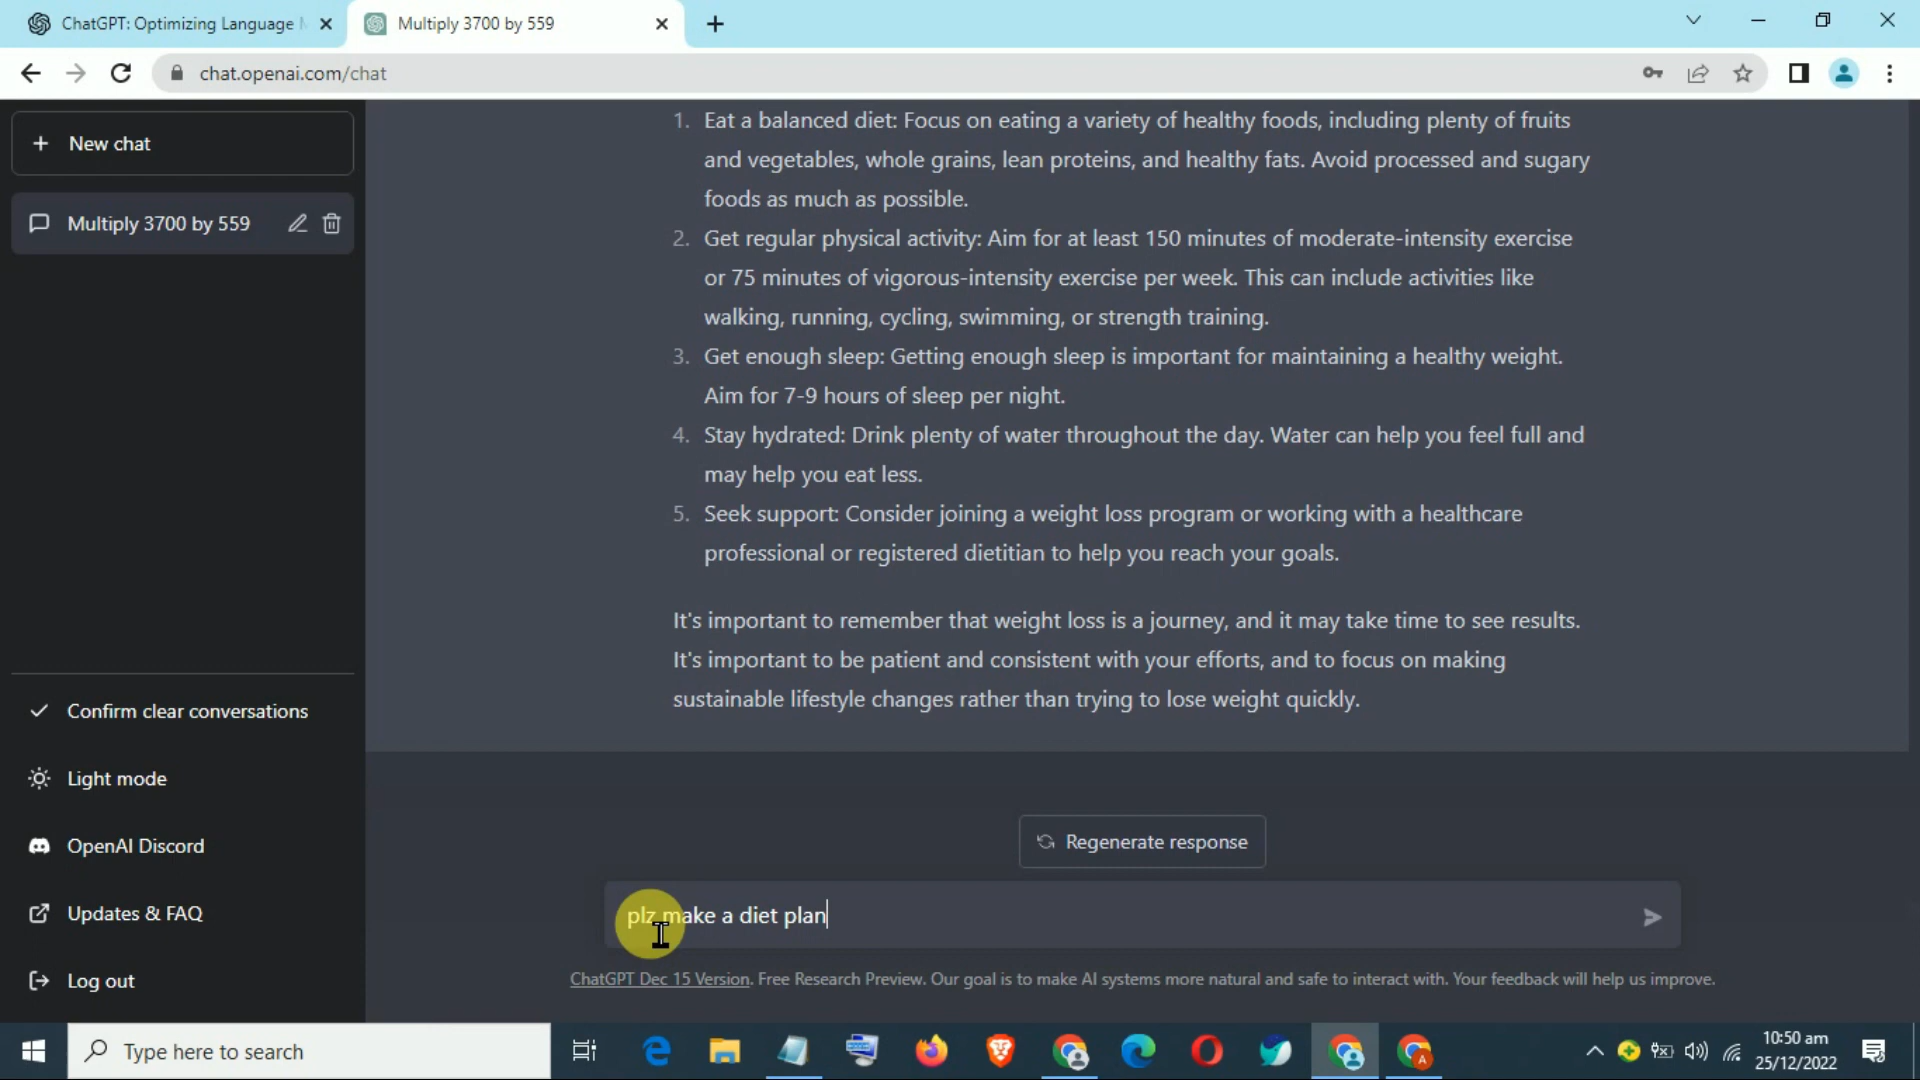 ChatGPT: Optimizing Language
Multiply 3700 by 559
chat.openai.com/chat
New chat
Multiply 3700 by 559
1. Eat a balanced diet: Focus on eating a variety of healthy foods, including plenty of fruits
and vegetables, whole grains, lean proteins, and healthy fats. Avoid processed and sugary
foods as much as possible.
2. Get regular physical activity: Aim for at least 150 minutes of moderate-intensity exercise
or 75 minutes of vigorous-intensity exercise per week. This can include activities like
walking, running, cycling, swimming, or strength training.
3. Get enough sleep: Getting enough sleep is important for maintaining a healthy weight.
Aim for 7-9 hours of sleep per night.
4. Stay hydrated: Drink plenty of water throughout the day. Water can help you feel full and
may help you eat less.
5. Seek support: Consider joining a weight loss program or working with a healthcare
professional or registered dietitian to help you reach your goals.
It's important to remember that weight loss is a journey, and it may take time to see results.
It's important to be patient and consistent with your efforts, and to focus on making
sustainable lifestyle changes rather than trying to lose weight quickly.
Confirm clear conversations
Light mode
OpenAI Discord
Updates & FAQ
Log out
Regenerate response
plz make a diet plan
ChatGPT Dec 15 Version. Free Research Preview. Our goal is to make AI systems more natural and safe to interact with. Your feedback will help us improve.
Type here to search
A
10:50 am
25/12/2022